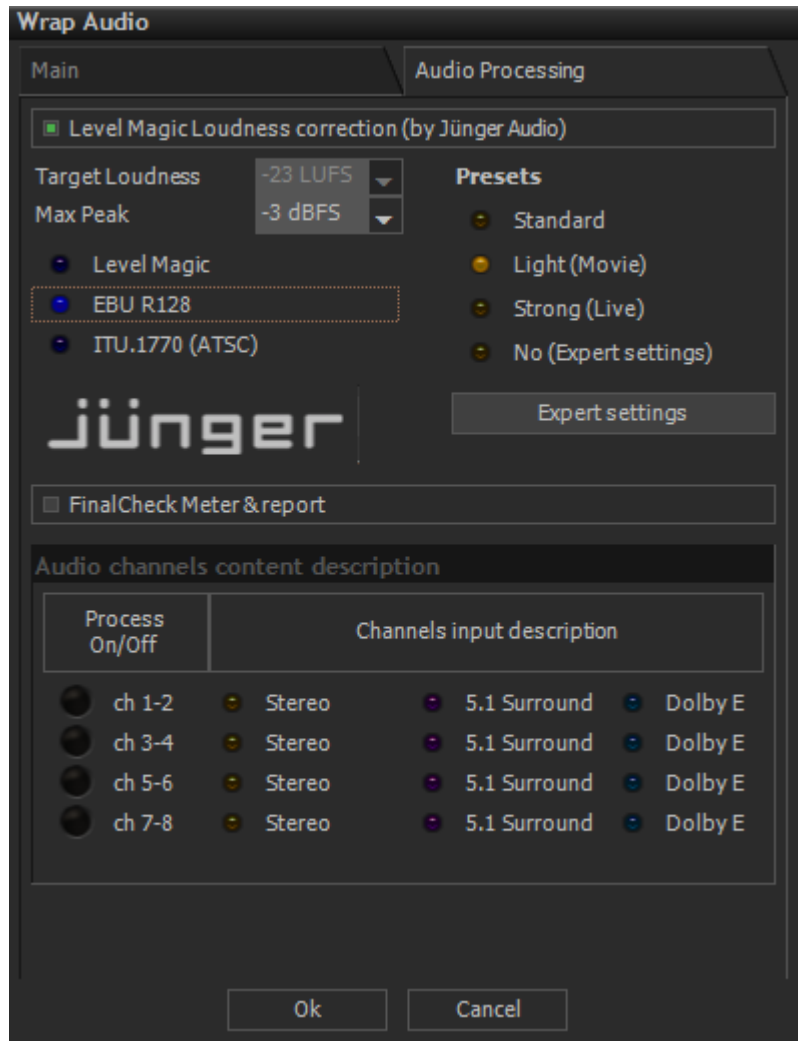 Wrap Audio
Main
Audio Processing
Level Magic Loudness correction (by Jünger Audio)
Target Loudness
-23 LUFS
Max Peak
-3 dBFS
Level Magic
EBU R128
ITU.1770 (ATSC)
Presets
Standard
Light (Movie)
Strong (Live)
No (Expert settings)
jünger
Expert settings
FinalCheck Meter & report
Audio channels content description
Process
On/Off
Channels input description
ch 1-2 Stereo 5.1 Surround Dolby E
ch 3-4 Stereo 5.1 Surround Dolby E
ch 5-6 Stereo 5.1 Surround Dolby E
ch 7-8 Stereo 5.1 Surround Dolby E
Ok
Cancel